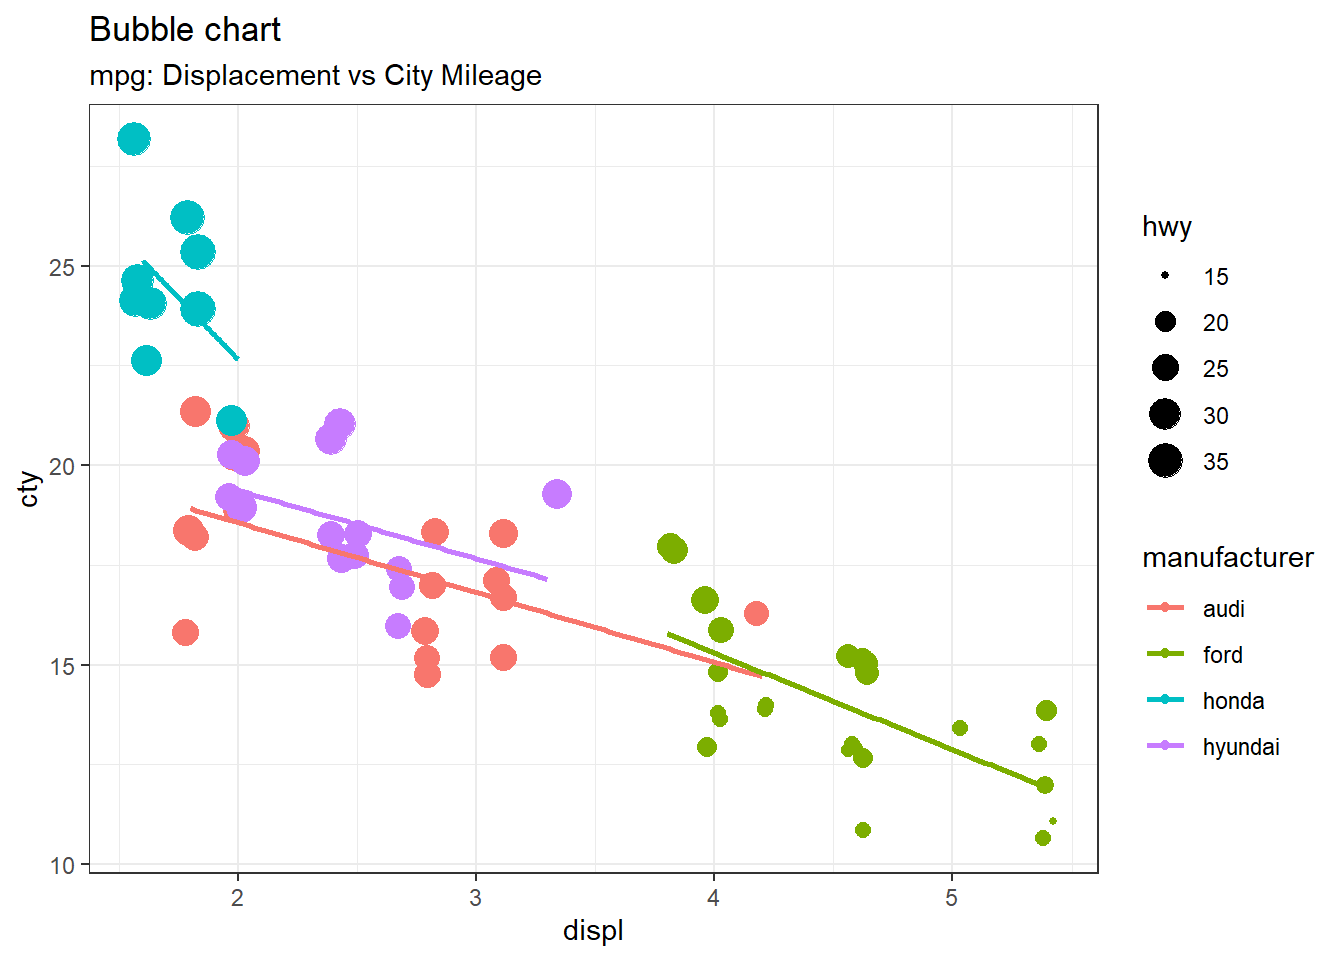 Bubble chart
mpg: Displacement vs City Mileage
cty
25
20
15
10
2
3
4
5
displ
hwy
15
20
25
30
35
manufacturer
audi
ford
honda
hyundai